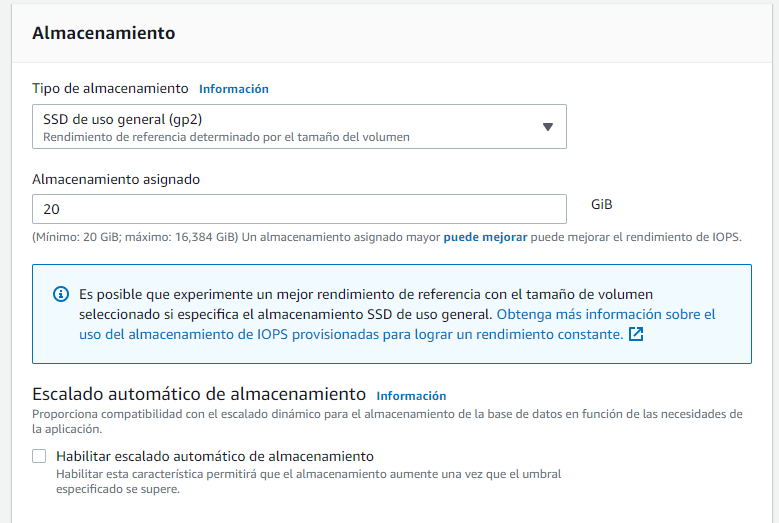 Almacenamiento
Tipo de almacenamiento Información
SSD de uso general (gp2)
Rendimiento de referencia determinado por el tamaño del volumen
Almacenamiento asignado
20
GiB
(Mínimo: 20 GiB; máximo: 16,384 GiB) Un almacenamiento asignado mayor puede mejorar puede mejorar el rendimiento de IOPS.
Es posible que experimente un mejor rendimiento de referencia con el tamaño de volumen
seleccionado si especifica el almacenamiento SSD de uso general. Obtenga más información sobre el
uso del almacenamiento de IOPS provisionadas para lograr un rendimiento constante.
Escalado automático de almacenamiento Información
Proporciona compatibilidad con el escalado dinámico para el almacenamiento de la base de datos en función de las necesidades de
la aplicación.
Habilitar escalado automático de almacenamiento
Habilitar esta característica permitirá que el almacenamiento aumente una vez que el umbral
especificado se supere.